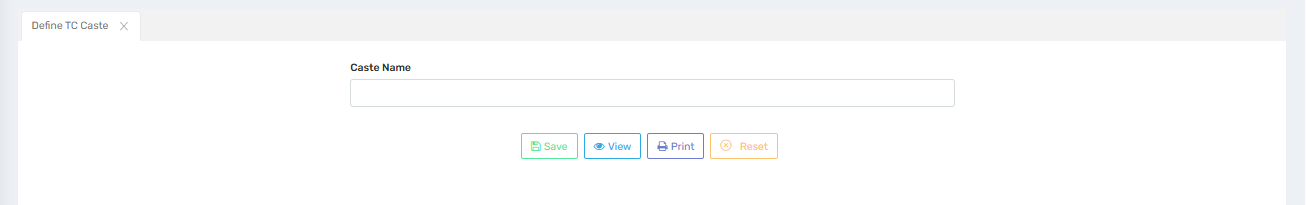 Define TC Caste
Caste Name
Save View Print Reset